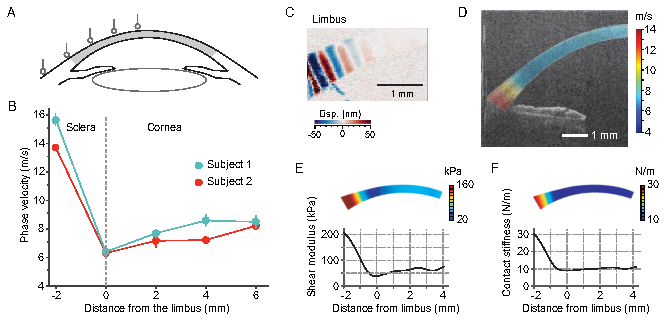 A
B
Phase velocity (m/s)
16
14
12
10
8
6
4
Sclera
Cornea
Subject 1
Subject 2
-2
0
2
4
6
Distance from the limbus (mm)
C
Limbus
1 mm
Gsp. (nm)
-50
0
50
D
m/s
14
12
10
8
6
4
1 mm
E
kPa
160
20
Shear modulus (kPa)
200
100
0
-2
0
2
4
Distance from limbus (mm)
F
N/m
30
10
Contact stiffness (N/m)
30
20
10
0
-2
0
2
4
Distance from limbus (mm)